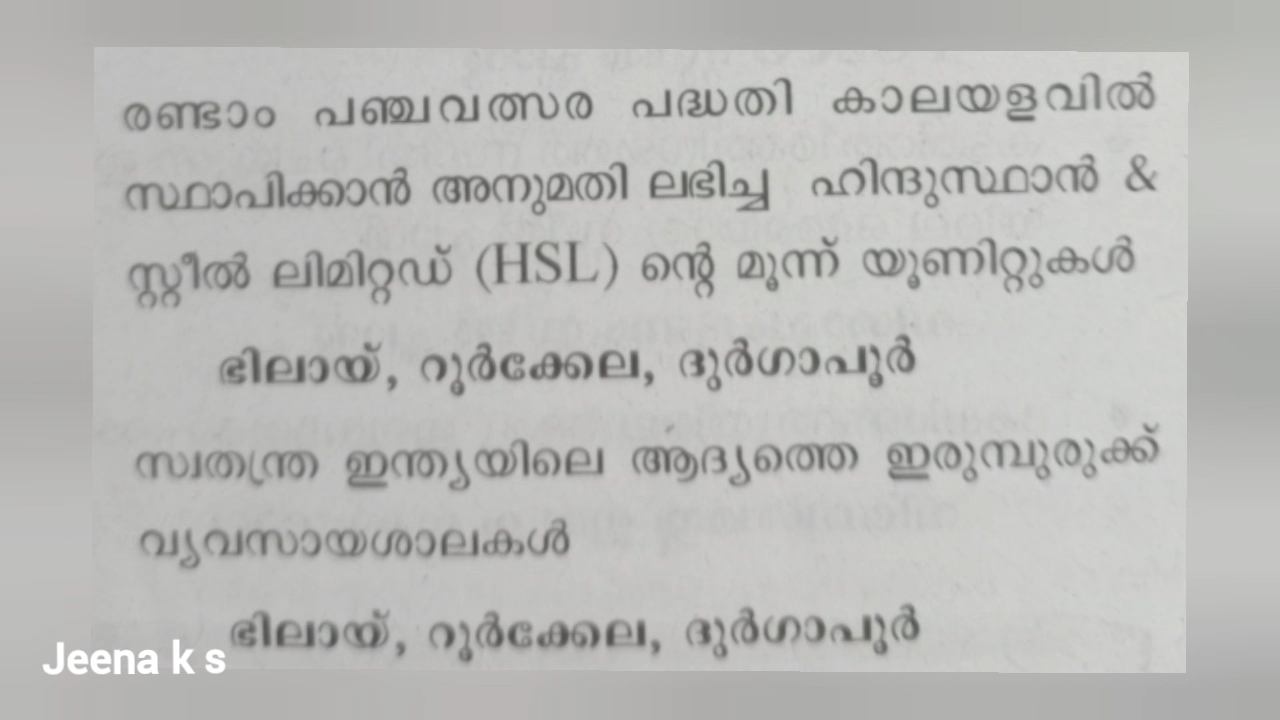 രണ്ടാം പഞ്ചവത്സര പദ്ധതി കാലയളവിൽ
സ്ഥാപിക്കാൻ അനുമതി ലഭിച്ച ഹിന്ദുസ്ഥാൻ &
സ്റ്റീൽ ലിമിറ്റഡ് (HSL) ന്റെ മൂന്ന് യൂണിറ്റുകൾ
ഭിലായ്, റൂർക്കേല, ദുർഗാപൂർ
സ്വതന്ത്ര ഇന്ത്യയിലെ ആദ്യത്തെ ഇരുമ്പുരുക്ക്
വ്യവസായശാലകൾ
ഭിലായ്, റൂർക്കേല, ദുർഗാപൂർ
Jeena k s